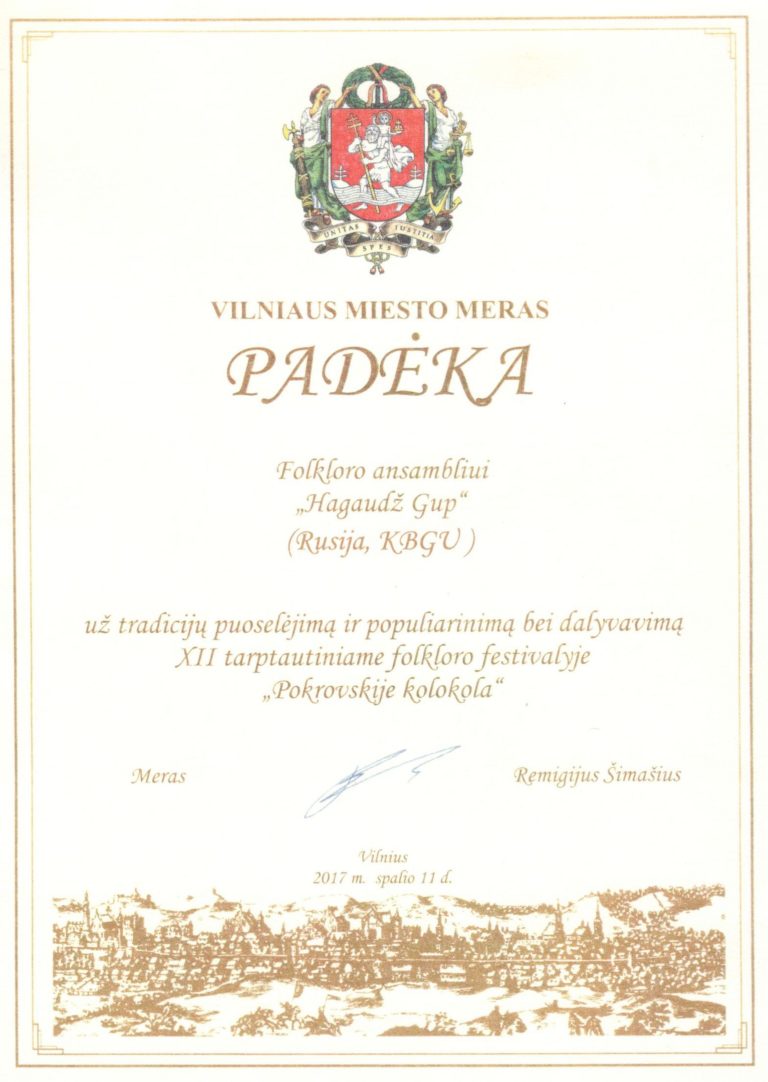 UNITAS JUSTITIA
SPES
VILNIAUS MIESTO MERAS
PADĖKA
Folkloro ansambliui
„Hagaudž Gup“
(Rusija, KBGU )
už tradicijų puoselėjimą ir populiarinimą bei dalyvavimą
XII tarptautiniame folkloro festivalyje
„Pokrovskije kolokola“
Meras Remigijus Šimašius
Vilnius
2017 m. spalio 11 d.